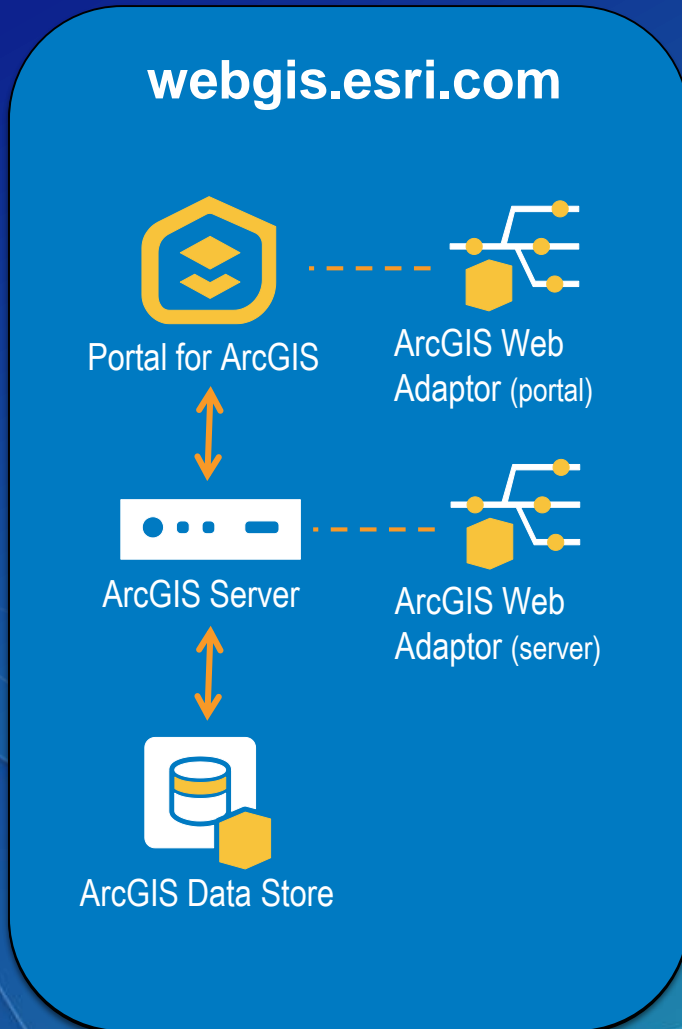 webgis.esri.com
Portal for ArcGIS
ArcGIS Web
Adaptor (portal)
ArcGIS Server
ArcGIS Web
Adaptor (server)
ArcGIS Data Store